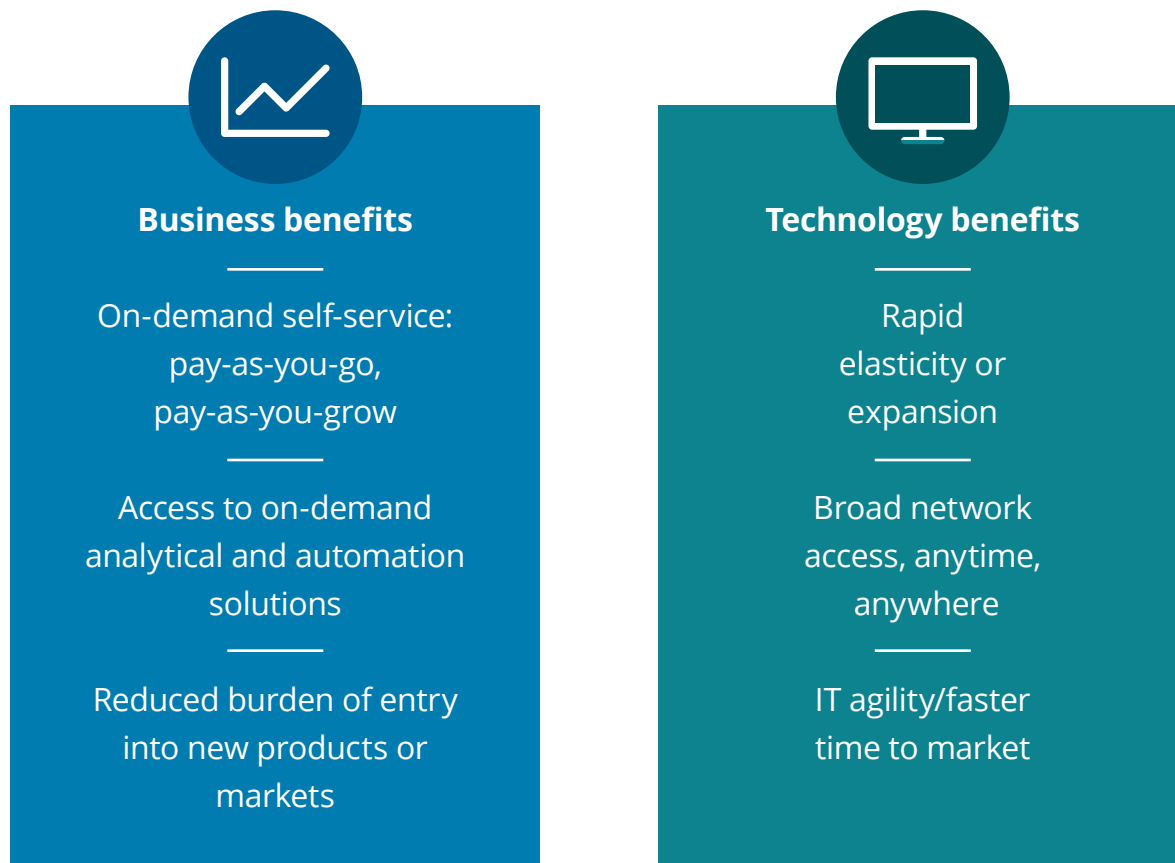 Business benefits
On-demand self-service:
pay-as-you-go,
pay-as-you-grow
Access to on-demand
analytical and automation
solutions
Reduced burden of entry
into new products or
markets
Technology benefits
Rapid
elasticity or
expansion
Broad network
access, anytime,
anywhere
IT agility/faster
time to market